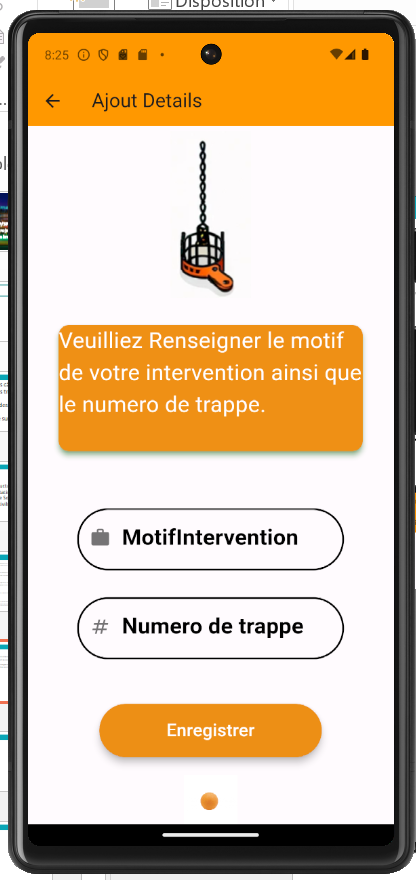 Disposition
8:25
Ajout Details
Veuilliez Renseigner le motif
de votre intervention ainsi que
le numero de trappe.
MotifIntervention
# Numero de trappe
Enregistrer